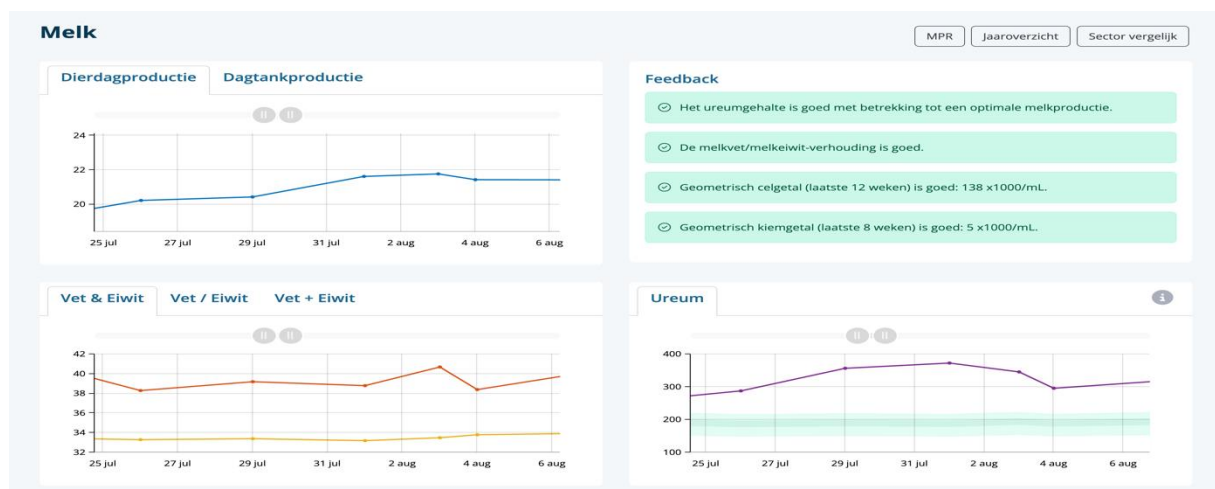 Melk
MPR Jaaroverzicht Sector vergelijk
Dierdagproductie Dagtankproductie
24
22
20
25 jul 27 jul 29 jul 31 jul 2 aug 4 aug 6 aug
Feedback
Het ureumgehalte is goed met betrekking tot een optimale melkproductie.
De melkvet/melkeiwit-verhouding is goed.
Geometrisch celgetal (laatste 12 weken) is goed: 138 x1000/mL.
Geometrisch kiemgetal (laatste 8 weken) is goed: 5 x1000/mL.
Vet & Eiwit Vet / Eiwit Vet + Eiwit
42
40
38
36
34
32
25 jul 27 jul 29 jul 31 jul 2 aug 4 aug 6 aug
Ureum
i
400
300
200
100
25 jul 27 jul 29 jul 31 jul 2 aug 4 aug 6 aug